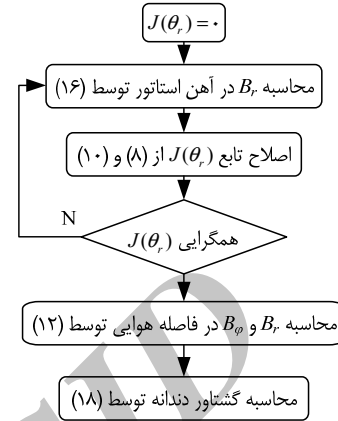 J(θr) = ۰
محاسبه Br در آهن استاتور توسط (۱۶)
اصلاح تابع J(θr) از (۸) و (۱۰)
N
همگرایی J(θr)
محاسبه Br و Bφ در فاصله هوایی توسط (۱۲)
محاسبه گشتاور دندانه توسط (۱۸)